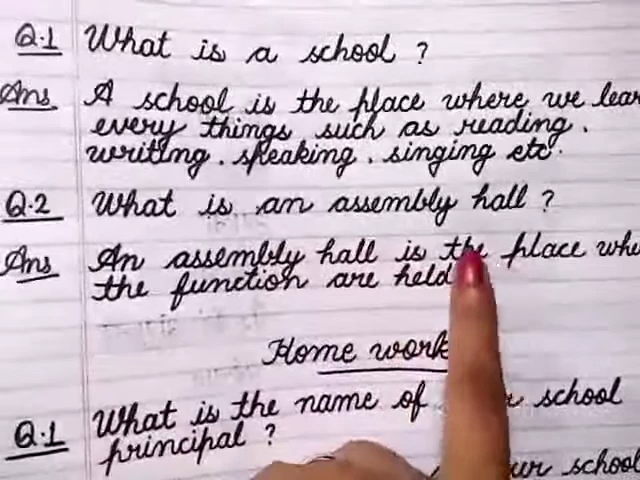 Q.1 What is a school ?
Ans A school is the place where we lear
every things such as reading.
writing. speaking. singing etc.
Q.2 What is an assembly hall ?
Ans An assembly hall is the place whe
the function are held
Home work
Q.1 What is the name of school
principal ?
ur school